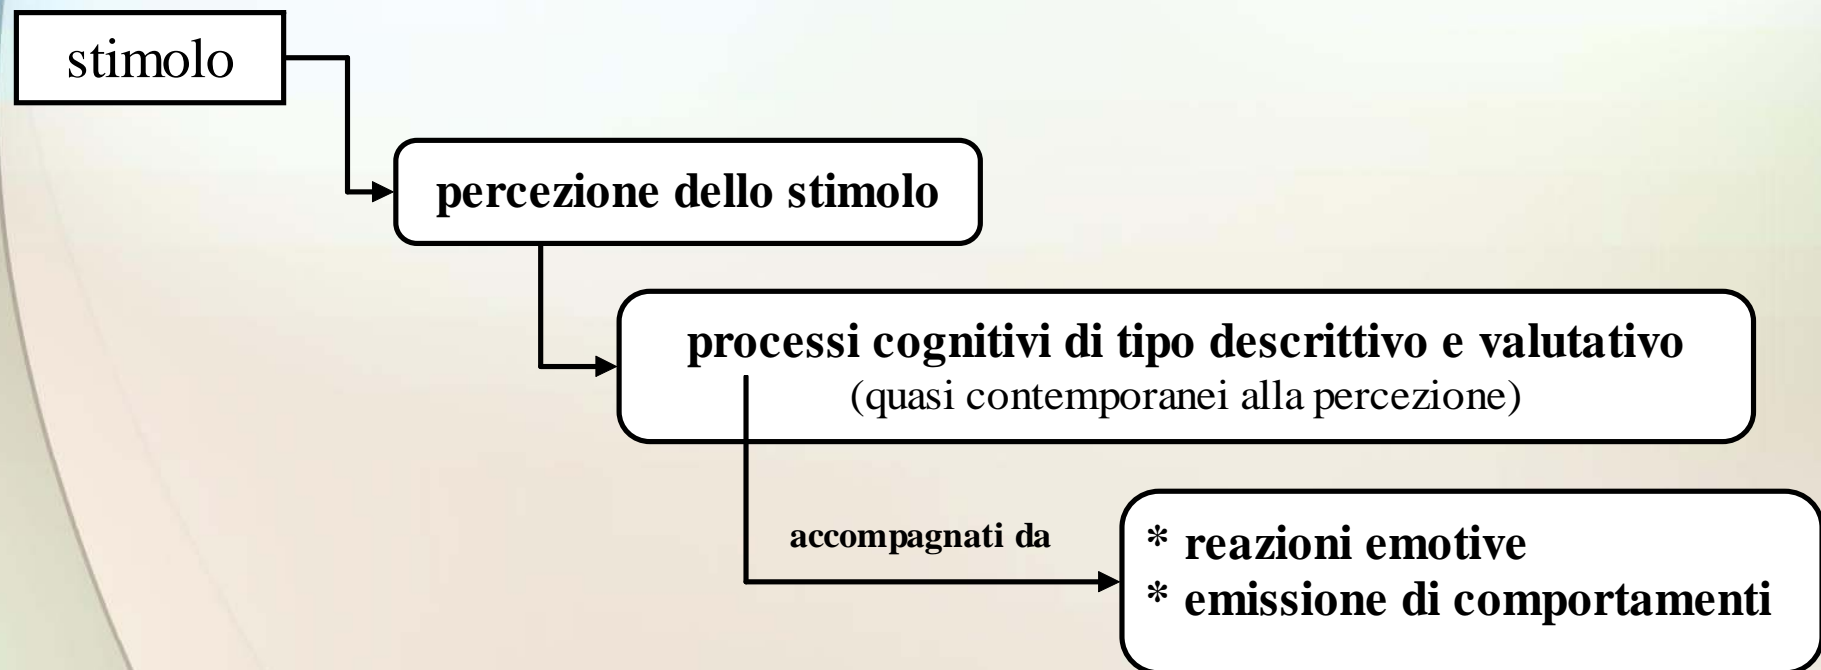 stimolo
percezione dello stimolo
processi cognitivi di tipo descrittivo e valutativo
(quasi contemporanei alla percezione)
accompagnati da
* reazioni emotive
* emissione di comportamenti